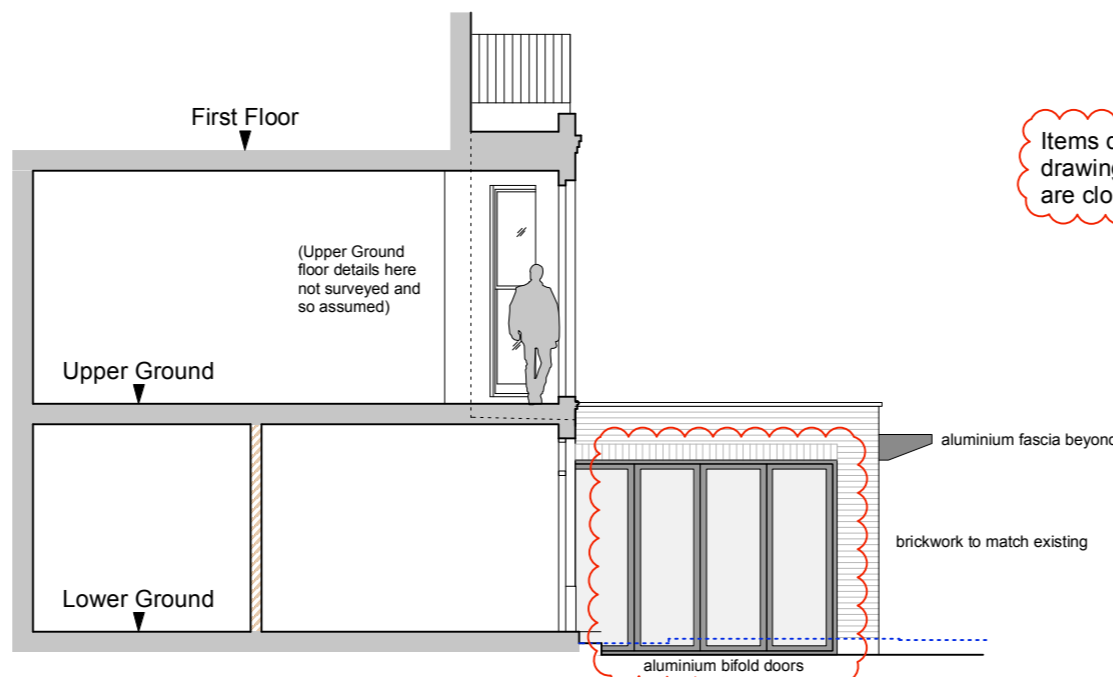 First Floor
Items
drawing
are
(Upper Ground
floor details here
not surveyed and
so assumed)
Upper Ground
aluminium fascia beyond
brickwork to match existing
Lower Ground
aluminium bifold doors